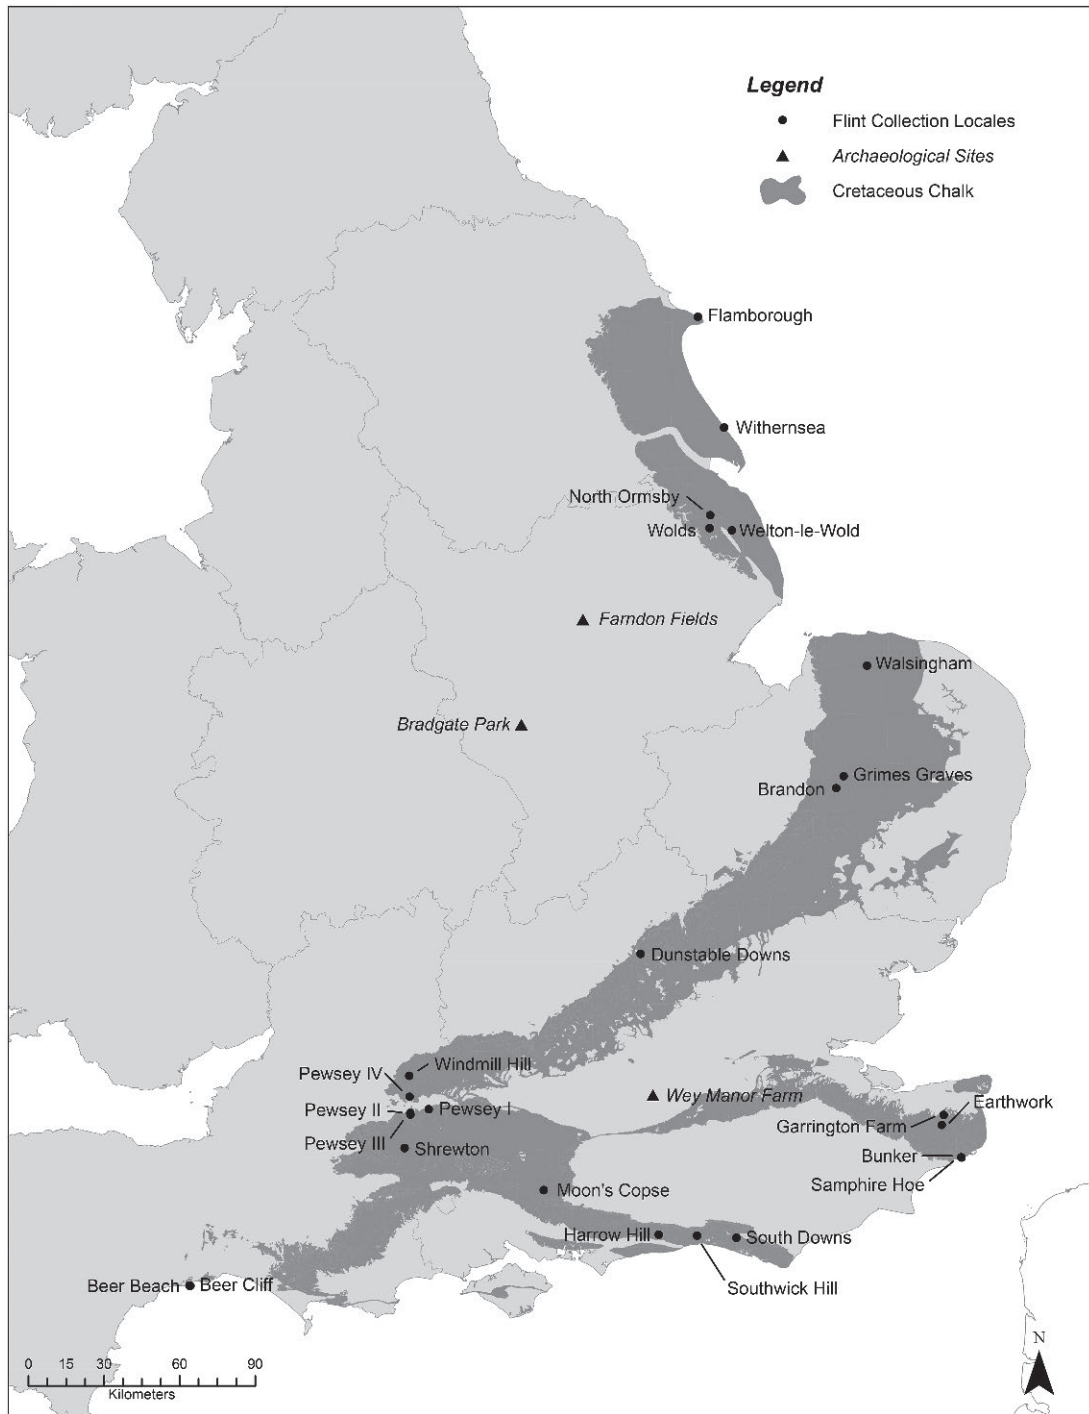 Legend
Flint Collection Locales
Archaeological Sites
Cretaceous Chalk
Flamborough
Withernsea
North Ormsby
Wolds
Welton-le-Wold
Farndon Fields
Walsingham
Bradgate Park
Grimes Graves
Brandon
Dunstable Downs
Windmill Hill
Pewsey IV
Wey Manor Farm
Pewsey II
Pewsey I
Earthwork
Garrington Farm
Pewsey III
Shrewton
Bunker
Samphire Hoe
Moon's Copse
Harrow Hill
South Downs
Southwick Hill
Beer Beach
Beer Cliff
N
0 15 30 60 90
Kilometers